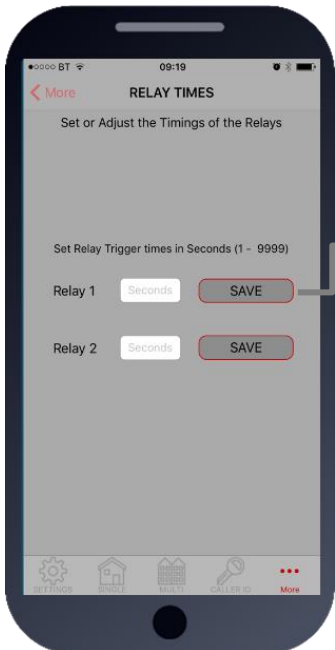 BT 09:19
More RELAY TIMES
Set or Adjust the Timings of the Relays
Set Relay Trigger times in Seconds (1 - 9999)
Relay 1 Seconds SAVE
Relay 2 Seconds SAVE
SETTINGS SINGLE MULTI CALLER ID More